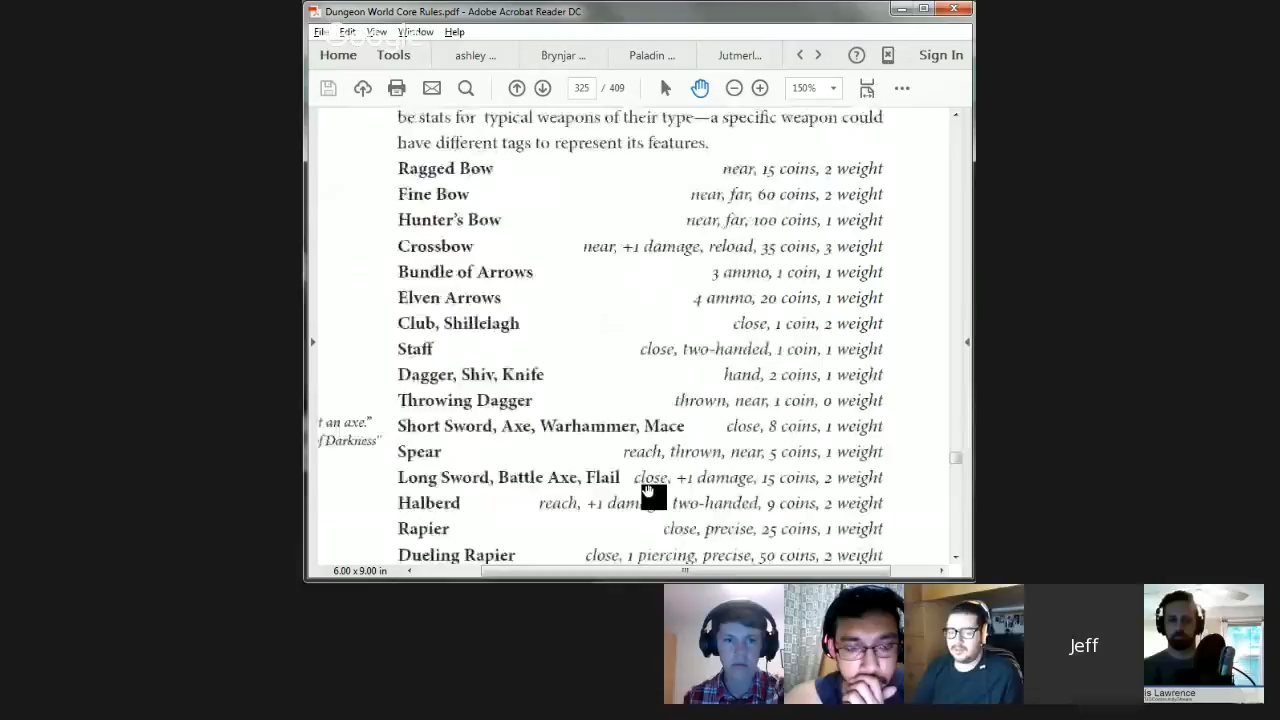 Dungeon World Core Rules.pdf - Adobe Acrobat Reader DC
File Edit View Window Help
Google
Home Tools ashley ... Brynjar ... Paladin ... Jutmerl... Sign In
325 / 409 150%
be stats for typical weapons of their type—a specific weapon could
have different tags to represent its features.
Ragged Bow near, 15 coins, 2 weight
Fine Bow near, far, 60 coins, 2 weight
Hunter's Bow near, far, 100 coins, 1 weight
Crossbow near, +1 damage, reload, 35 coins, 3 weight
Bundle of Arrows 3 ammo, 1 coin, 1 weight
Elven Arrows 4 ammo, 20 coins, 1 weight
Club, Shillelagh close, 1 coin, 2 weight
Staff close, two-handed, 1 coin, 1 weight
Dagger, Shiv, Knife hand, 2 coins, 1 weight
Throwing Dagger thrown, near, 1 coin, 0 weight
t an axe."
Short Sword, Axe, Warhammer, Mace close, 8 coins, 1 weight
f Darkness"
Spear reach, thrown, near, 5 coins, 1 weight
Long Sword, Battle Axe, Flail close, +1 damage, 15 coins, 2 weight
Halberd reach, +1 dam two-handed, 9 coins, 2 weight
Rapier close, precise, 25 coins, 1 weight
Dueling Rapier close, 1 piercing, precise, 50 coins, 2 weight
6.00 x 9.00 in
Jeff
is Lawrence